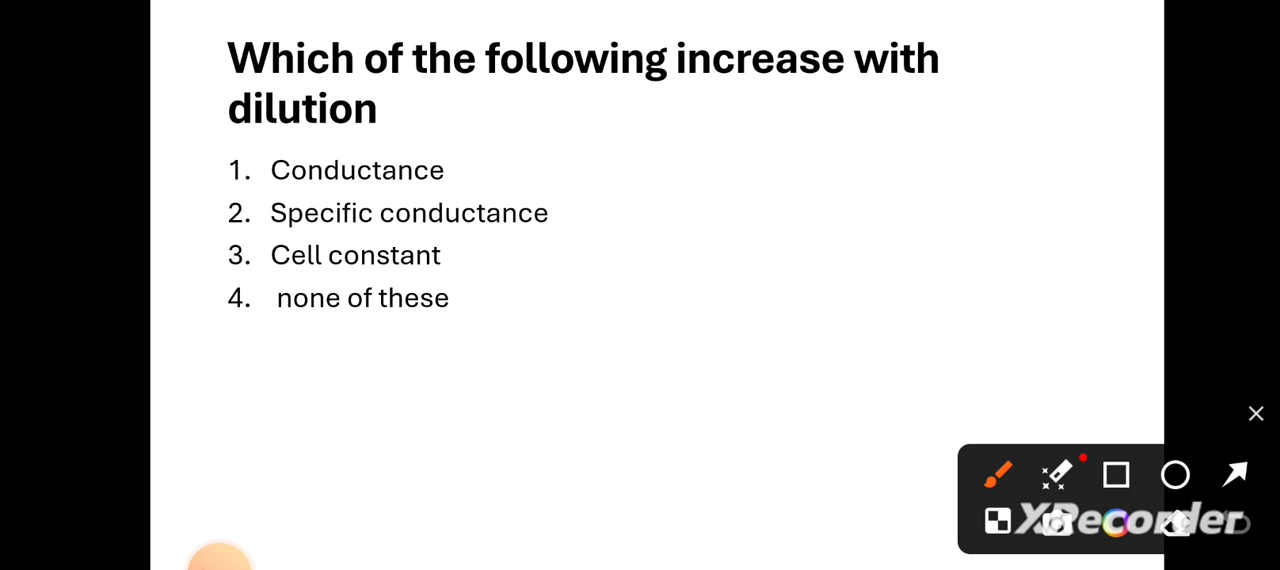 Which of the following increase with
dilution
1. Conductance
2. Specific conductance
3. Cell constant
4. none of these
XRecorder